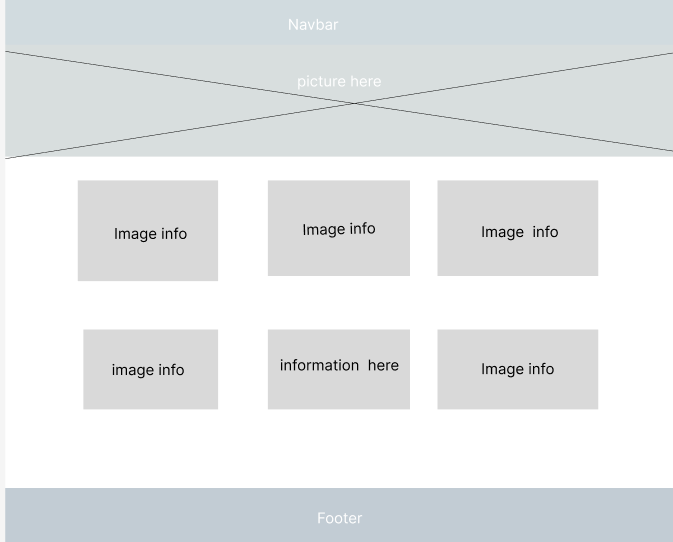 Navbar
picture here
Image info
Image info
Image info
image info
information here
Image info
Footer